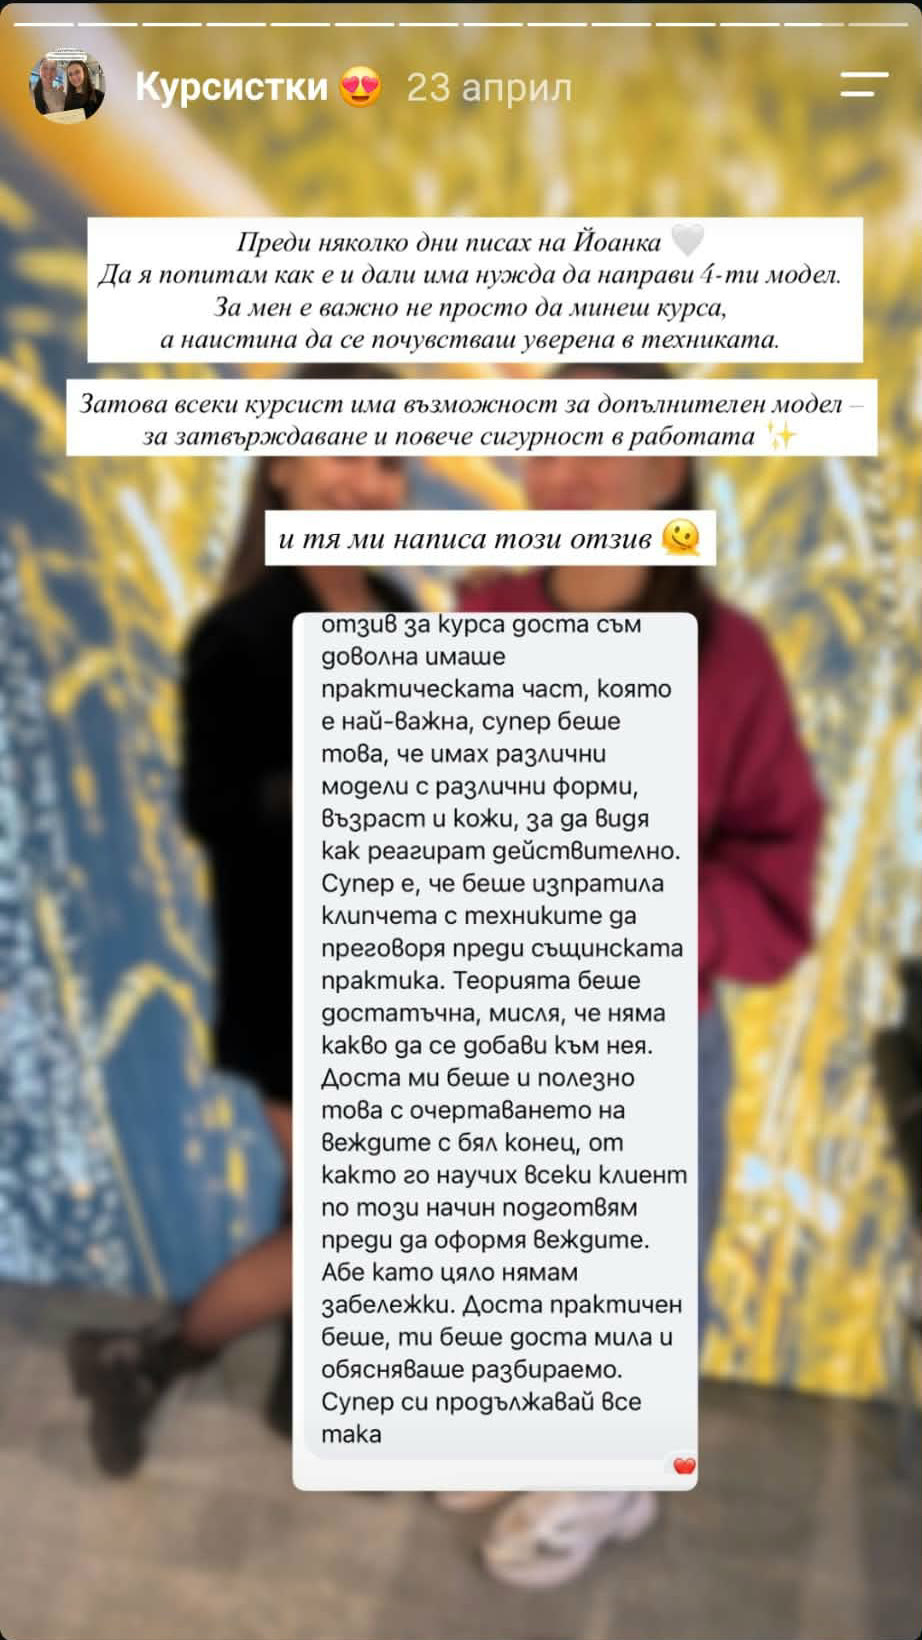 Курсистки 😍 23 април
Преди няколко дни писах на Йоанка 🤍
Да я попитам как е и дали има нужда да направи 4-ти модел.
За мен е важно не просто да минеш курса,
а наистина да се почувстваш уверена в техниката.
Затова всеки курсист има възможност за допълнителен модел –
за затвърждаване и повече сигурност в работата ✨
и тя ми написа този отзив 🫠
отзив за курса доста съм
доволна имаше
практическата част, която
е най-важна, супер беше
това, че имах различни
модели с различни форми,
възраст и кожи, за да видя
как реагират действително.
Супер е, че беше изпратила
клипчета с техниките да
преговоря преди същинската
практика. Теорията беше
достатъчна, мисля, че няма
какво да се добави към нея.
Доста ми беше и полезно
това с очертаването на
веждите с бял конец, от
както го научих всеки клиент
по този начин подготвям
преди да оформя веждите.
Абе като цяло нямам
забележки. Доста практичен
беше, ти беше доста мила и
обясняваше разбираемо.
Супер си продължавай все
така
❤️